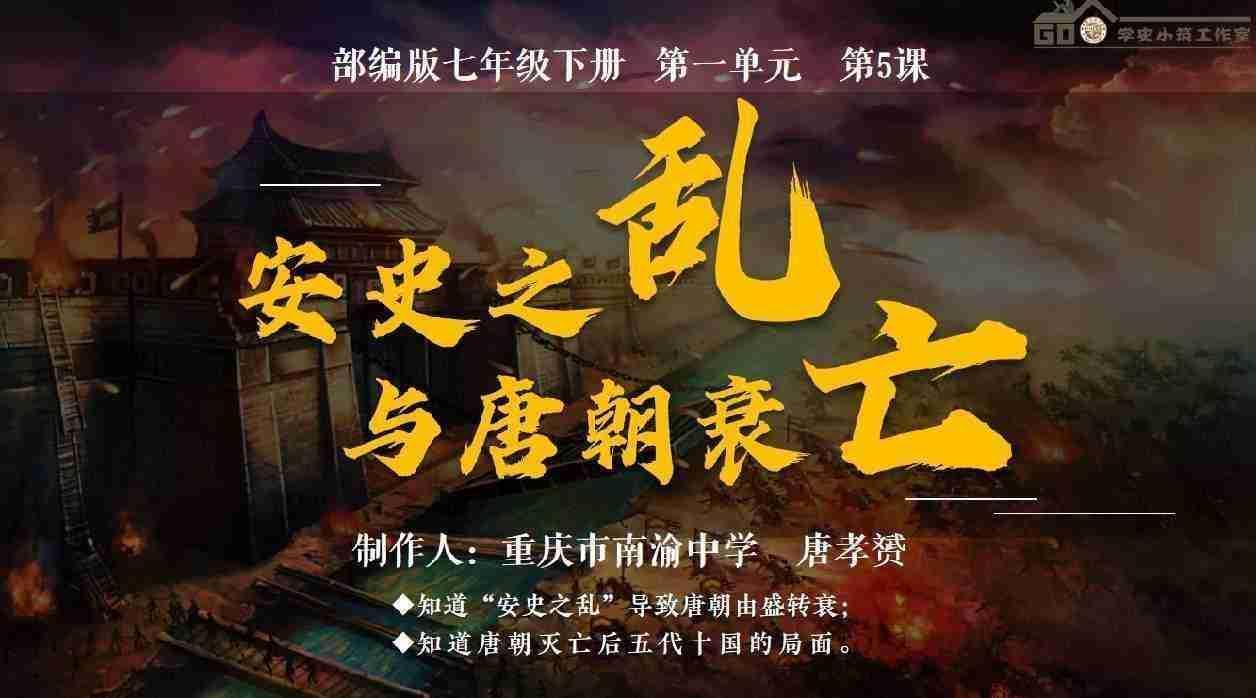 GO 学史小筑工作室
部编版七年级下册 第一单元 第5课
安史之乱
与唐朝衰亡
制作人：重庆市南渝中学 唐孝赟
◆知道“安史之乱”导致唐朝由盛转衰；
◆知道唐朝灭亡后五代十国的局面。